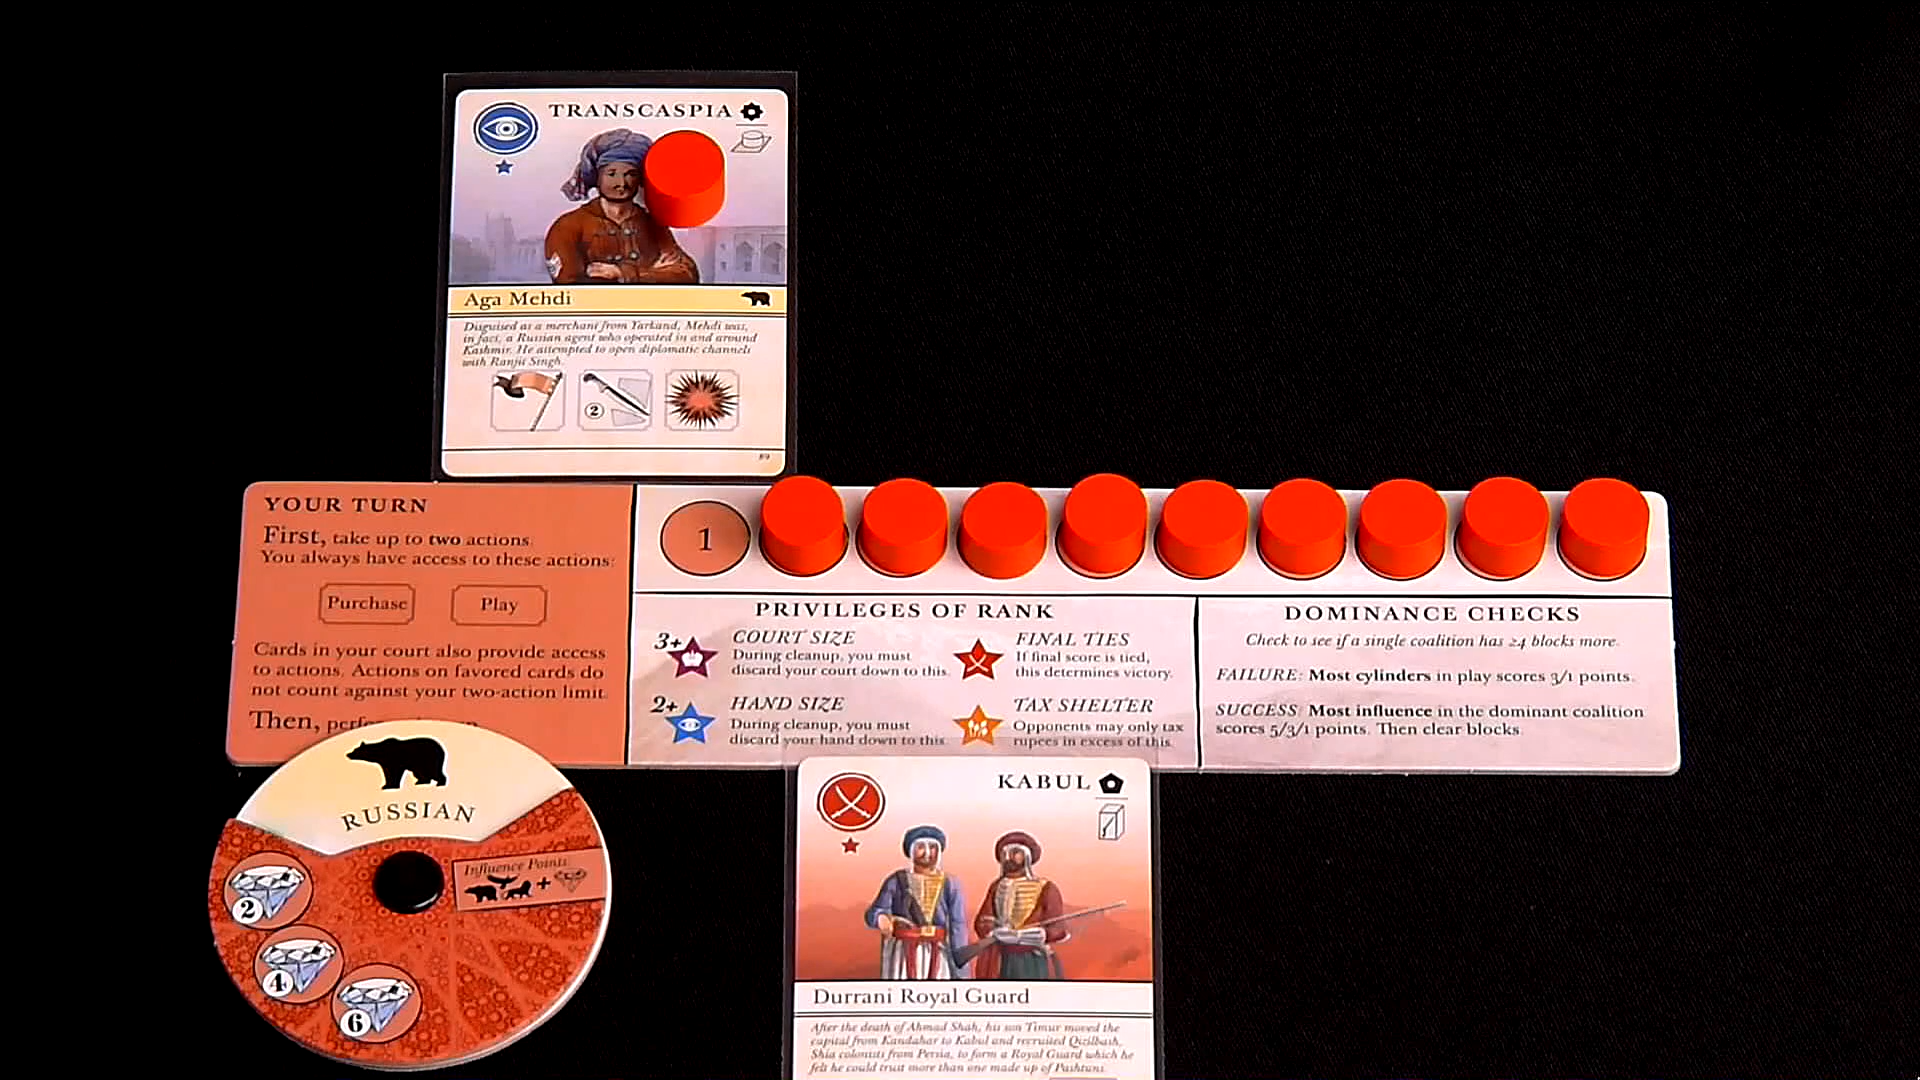 TRANSCASPIA
Aga Mehdi
Disguised as a merchant from Yarkand, Mehdi was,
in fact, a Russian agent who operated in and around
Kashmir. He attempted to open diplomatic channels
with Ranjit Singh.
2
89
YOUR TURN
First, take up to two actions.
You always have access to these actions:
Purchase
Play
Cards in your court also provide access
to actions. Actions on favored cards do
not count against your two-action limit.
Then,
1
PRIVILEGES OF RANK
3+
COURT SIZE
During cleanup, you must
discard your court down to this.
2+
HAND SIZE
During cleanup, you must
discard your hand down to this.
FINAL TIES
If final score is tied,
this determines victory.
TAX SHELTER
Opponents may only tax
rupees in excess of this.
DOMINANCE CHECKS
Check to see if a single coalition has ≥4 blocks more.
FAILURE: Most cylinders in play scores 3/1 points.
SUCCESS: Most influence in the dominant coalition
scores 5/3/1 points. Then clear blocks.
RUSSIAN
Influence Points:
+
2
4
6
KABUL
Durrani Royal Guard
After the death of Ahmad Shah, his son Timur moved the
capital from Kandahar to Kabul and recruited Qizilbash,
Shia colonists from Persia, to form a Royal Guard which he
felt he could trust more than one made up of Pashtuns.